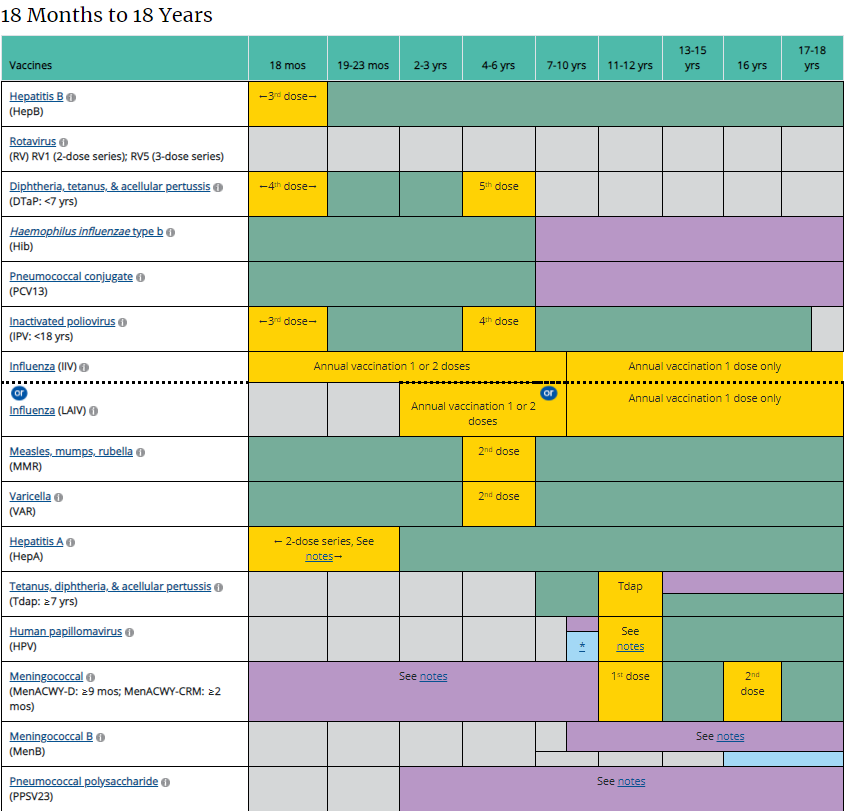 18 Months to 18 Years
Vaccines 18 mos 19-23 mos 2-3 yrs 4-6 yrs 7-10 yrs 11-12 yrs 13-15 yrs 16 yrs 17-18 yrs
Hepatitis B i ←3rd dose→
(HepB)
Rotavirus i
(RV) RV1 (2-dose series); RV5 (3-dose series)
Diphtheria, tetanus, & acellular pertussis i ←4th dose→ 5th dose
(DTaP: <7 yrs)
Haemophilus influenzae type b i
(Hib)
Pneumococcal conjugate i
(PCV13)
Inactivated poliovirus i ←3rd dose→ 4th dose
(IPV: <18 yrs)
Influenza (IIV) i Annual vaccination 1 or 2 doses Annual vaccination 1 dose only
or or
Influenza (LAIV) i Annual vaccination 1 or 2 doses Annual vaccination 1 dose only
Measles, mumps, rubella i 2nd dose
(MMR)
Varicella i 2nd dose
(VAR)
Hepatitis A i ← 2-dose series, See notes→
(HepA)
Tetanus, diphtheria, & acellular pertussis i Tdap
(Tdap: ≥7 yrs)
Human papillomavirus i * See notes
(HPV)
Meningococcal i See notes 1st dose 2nd dose
(MenACWY-D: ≥9 mos; MenACWY-CRM: ≥2
mos)
Meningococcal B i See notes
(MenB)
Pneumococcal polysaccharide i See notes
(PPSV23)